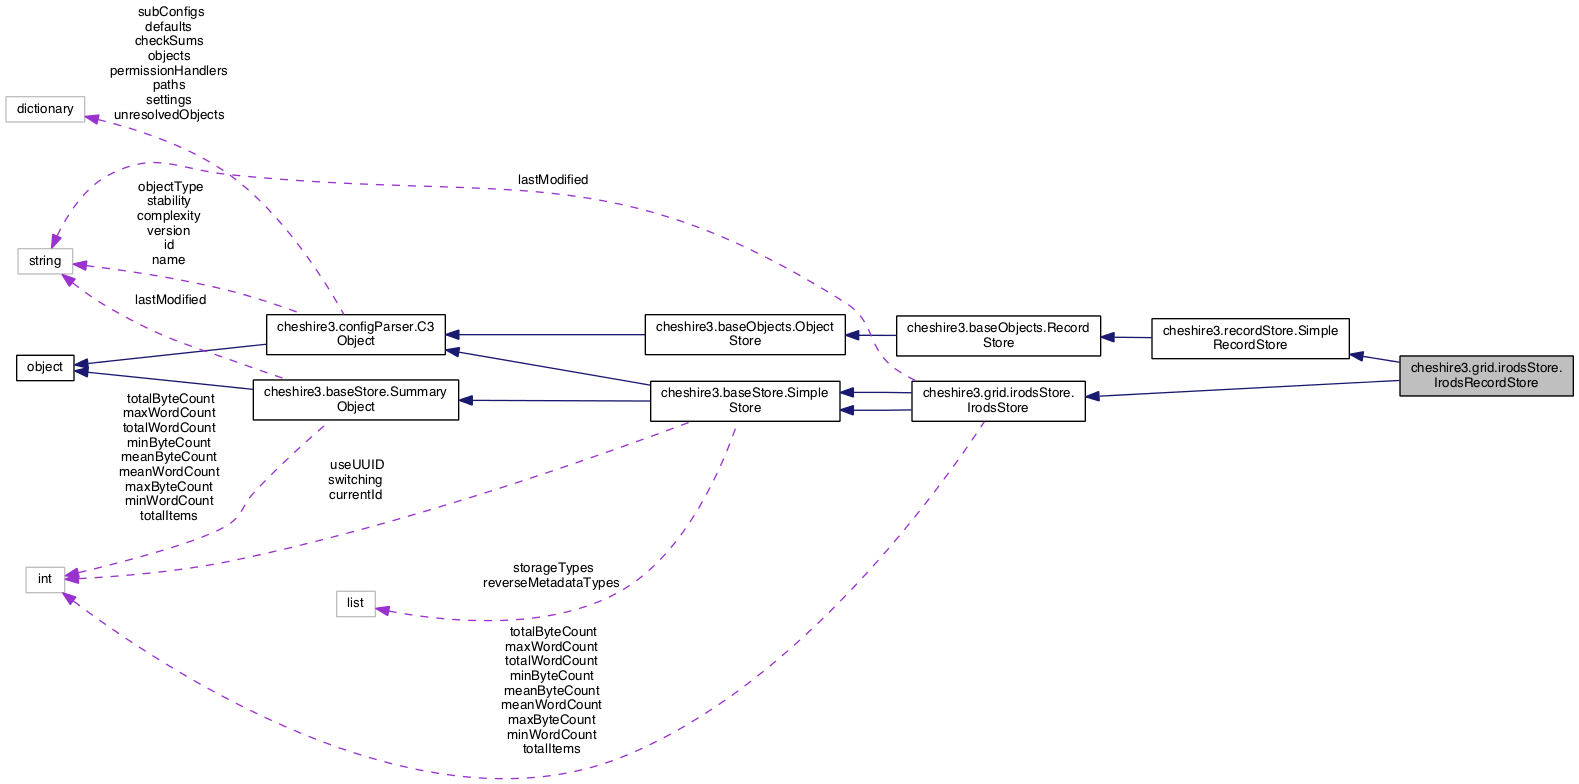 subConfigs
defaults
checkSums
objects
permissionHandlers
paths
settings
unresolvedObjects
dictionary
lastModified
objectType
stability
complexity
version
id
name
string
lastModified
cheshire3.configParser.C3
Object
cheshire3.baseObjects.Object
Store
cheshire3.baseObjects.Record
Store
cheshire3.recordStore.Simple
RecordStore
cheshire3.grid.irodsStore.
IrodsRecordStore
object
cheshire3.baseStore.Summary
Object
cheshire3.baseStore.Simple
Store
cheshire3.grid.irodsStore.
IrodsStore
totalByteCount
maxWordCount
totalWordCount
minByteCount
meanByteCount
meanWordCount
maxByteCount
minWordCount
totalItems
useUUID
switching
currentId
int
storageTypes
reverseMetadataTypes
list
totalByteCount
maxWordCount
totalWordCount
minByteCount
meanByteCount
meanWordCount
maxByteCount
minWordCount
totalItems